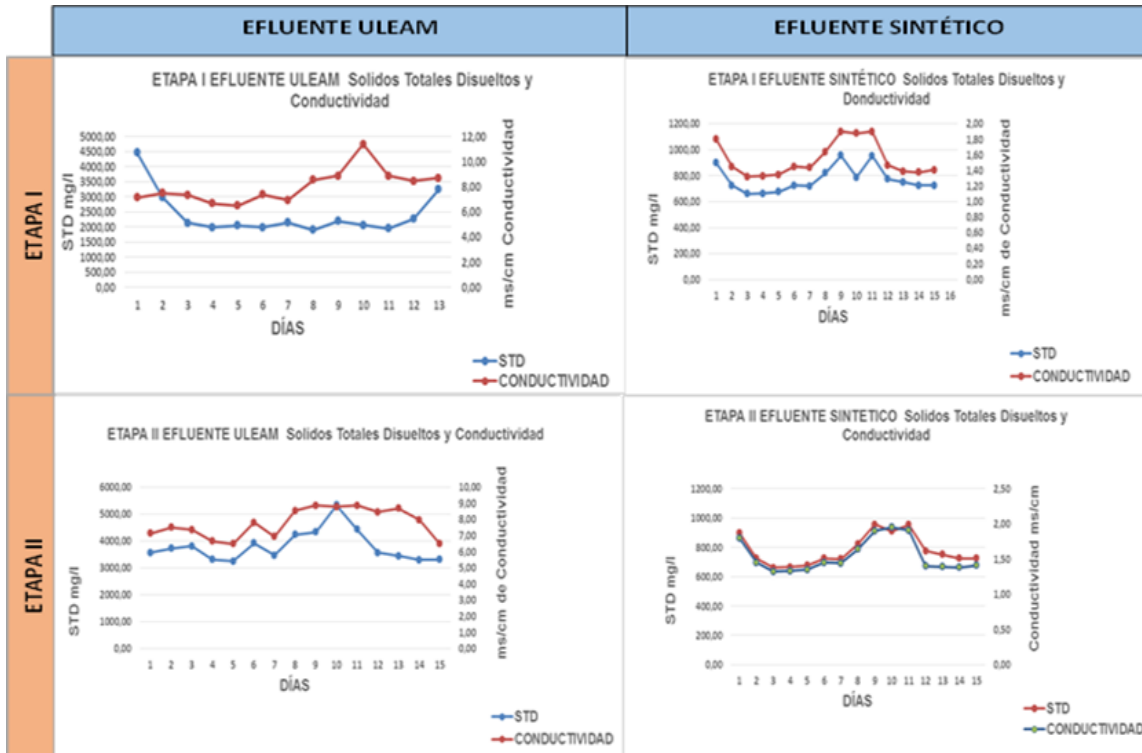 EFLUENTE ULEAM
EFLUENTE SINTÉTICO
ETAPA I
ETAPA I EFLUENTE ULEAM Solidos Totales Disueltos y
Conductividad
STD mg/l
5000,00
4500,00
4000,00
3500,00
3000,00
2500,00
2000,00
1500,00
1000,00
500,00
0,00
12,00
10,00
8,00
6,00
4,00
2,00
0,00
ms/cm Conductividad
1 2 3 4 5 6 7 8 9 10 11 12 13
DÍAS
STD
CONDUCTIVIDAD
ETAPA I EFLUENTE SINTÉTICO Solidos Totales Disueltos y
Donductividad
STD mg/l
1200,00
1000,00
800,00
600,00
400,00
200,00
0,00
2,00
1,80
1,60
1,40
1,20
1,00
0,80
0,60
0,40
0,20
0,00
ms/cm de Conductividad
1 2 3 4 5 6 7 8 9 10 11 12 13 14 15 16
DÍAS
STD
CONDUCTIVIDAD
ETAPA II
ETAPA II EFLUENTE ULEAM Solidos Totales Disueltos y Conductividad
STD mg/l
6000,00
5000,00
4000,00
3000,00
2000,00
1000,00
0,00
10,00
9,00
8,00
7,00
6,00
5,00
4,00
3,00
2,00
1,00
0,00
ms/cm de Conductividad
1 2 3 4 5 6 7 8 9 10 11 12 13 14 15
DÍAS
STD
CONDUCTIVIDAD
ETAPA II EFLUENTE SINTETICO Solidos Totales Disueltos y
Conductividad
STD mg/l
1200,00
1000,00
800,00
600,00
400,00
200,00
0,00
2,50
2,00
1,50
1,00
0,50
0,00
Conductividad ms/cm
1 2 3 4 5 6 7 8 9 10 11 12 13 14 15
DÍAS
STD
CONDUCTIVIDAD